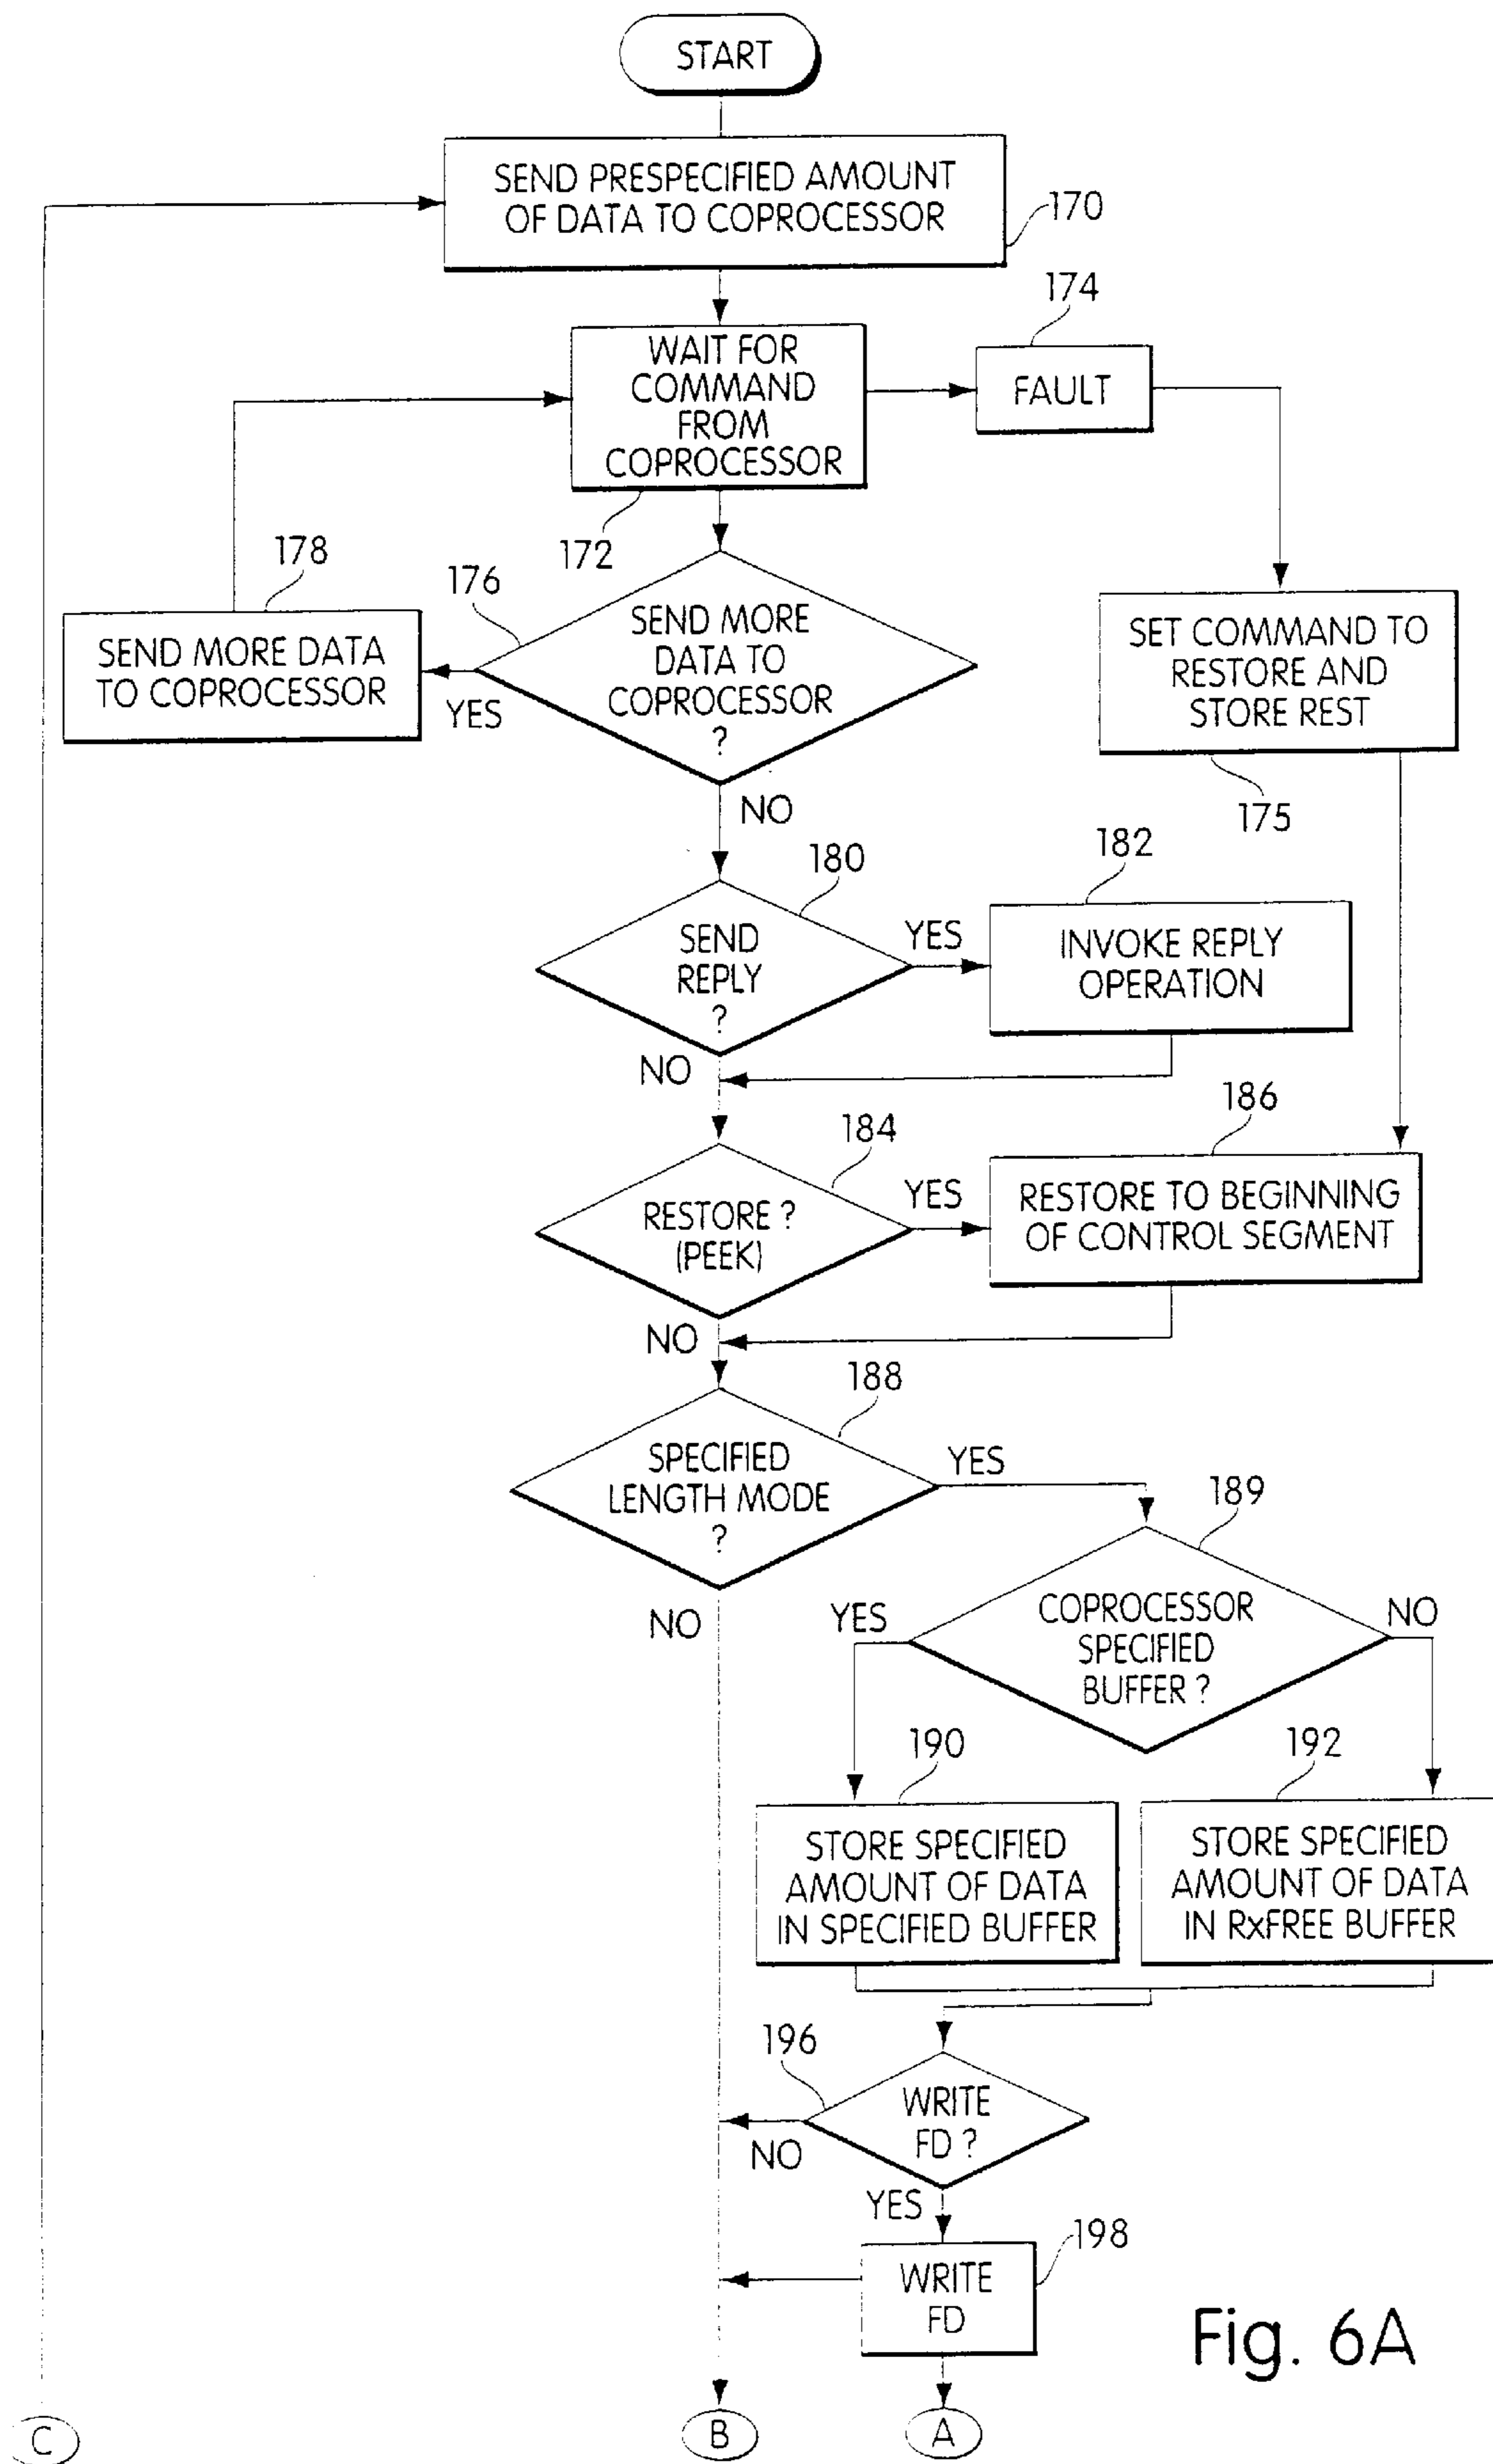 START
SEND PRESPECIFIED AMOUNT
OF DATA TO COPROCESSOR
170
174
WAIT FOR
COMMAND
FROM
COPROCESSOR
FAULT
172
178
176
SEND MORE DATA
TO COPROCESSOR
YES
SEND MORE
DATA TO
COPROCESSOR
?
SET COMMAND TO
RESTORE AND
STORE REST
175
NO
180
182
SEND
REPLY
?
YES
INVOKE REPLY
OPERATION
NO
184
186
RESTORE ?
(PEEK)
YES
RESTORE TO BEGINNING
OF CONTROL SEGMENT
NO
188
SPECIFIED
LENGTH MODE
?
YES
189
NO
YES
COPROCESSOR
SPECIFIED
BUFFER ?
NO
190
192
STORE SPECIFIED
AMOUNT OF DATA
IN SPECIFIED BUFFER
STORE SPECIFIED
AMOUNT OF DATA
IN RxFREE BUFFER
196
WRITE
FD ?
NO
YES
198
WRITE
FD
Fig. 6A
C
B
A